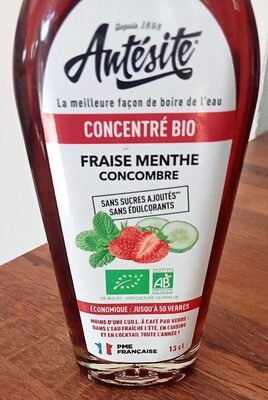 Depuis 1898
Antésite
La meilleure façon de boire de l'eau
CONCENTRÉ BIO
FRAISE MENTHE
CONCOMBRE
SANS SUCRES AJOUTÉS**
SANS ÉDULCORANTS
AB
ÉCONOMIQUE : JUSQU'À 50 VERRES
MOINS D'UNE CUILL. À CAFÉ PAR VERRE :
DANS L'EAU FRAÎCHE L'ÉTÉ, EN CUISINE
ET EN COCKTAIL TOUTE L'ANNÉE !
PME
FRANÇAISE
13 cl